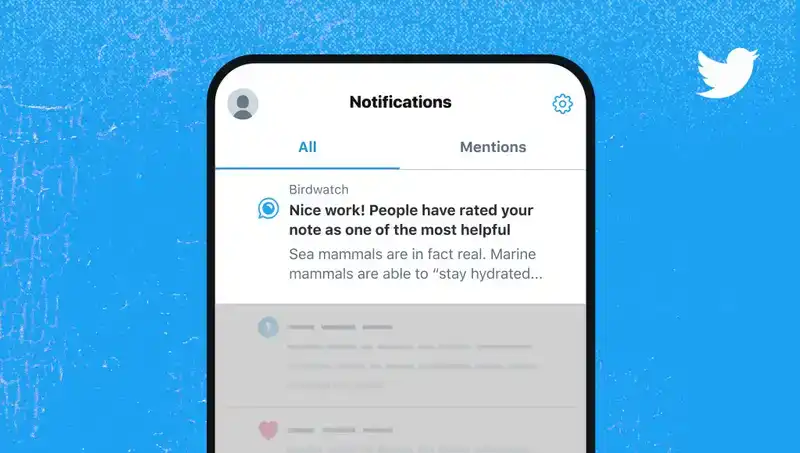 Notifications
All
Mentions
Birdwatch
Nice work! People have rated your
note as one of the most helpful
Sea mammals are in fact real. Marine
mammals are able to “stay hydrated...